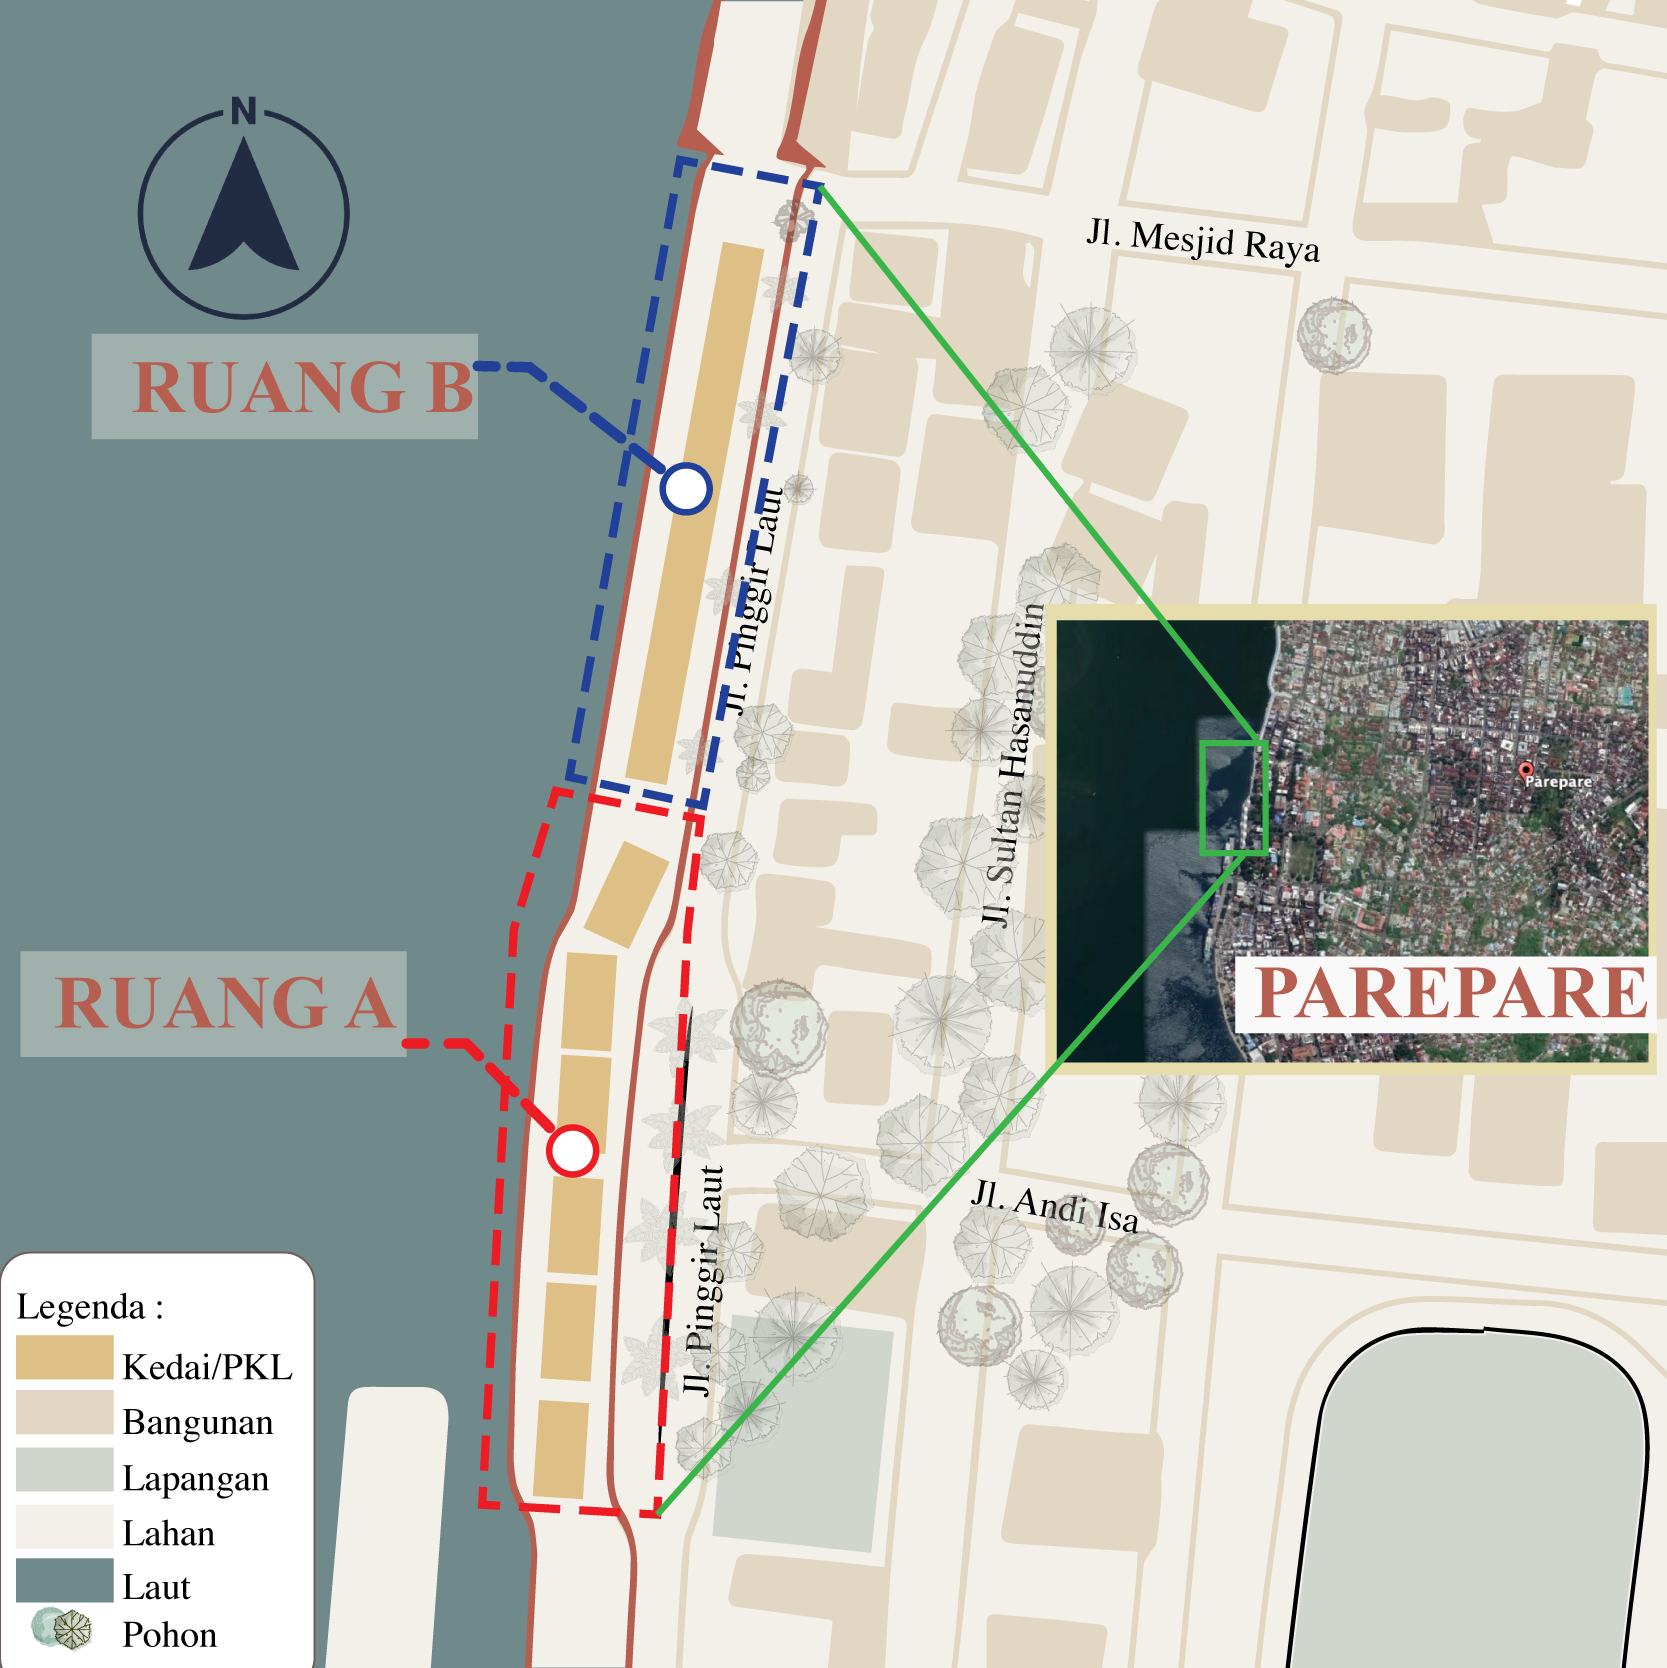 N
Jl. Mesjid Raya
RUANG B
Jl. Pinggir Laut
Jl. Sultan Hasanuddin
Parepare
PAREPARE
RUANG A
Jl. Pinggir Laut
Jl. Andi Isa
Legenda :
Kedai/PKL
Bangunan
Lapangan
Lahan
Laut
Pohon